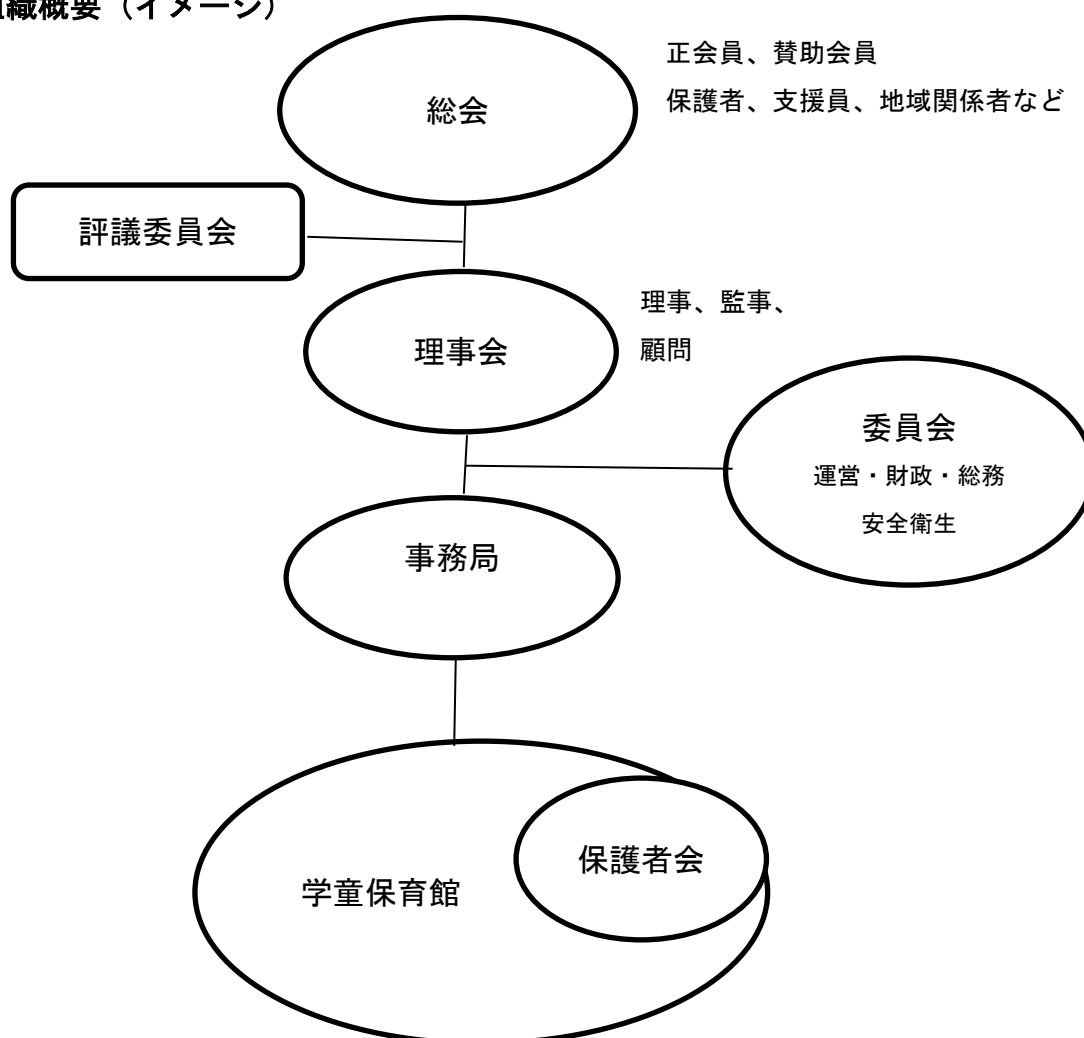 織概要（イメージ）
総会
正会員、賛助会員
保護者、支援員、地域関係者など
評議委員会
理事会
理事、監事、
顧問
委員会
運営・財政・総務
安全衛生
事務局
保護者会
学童保育館